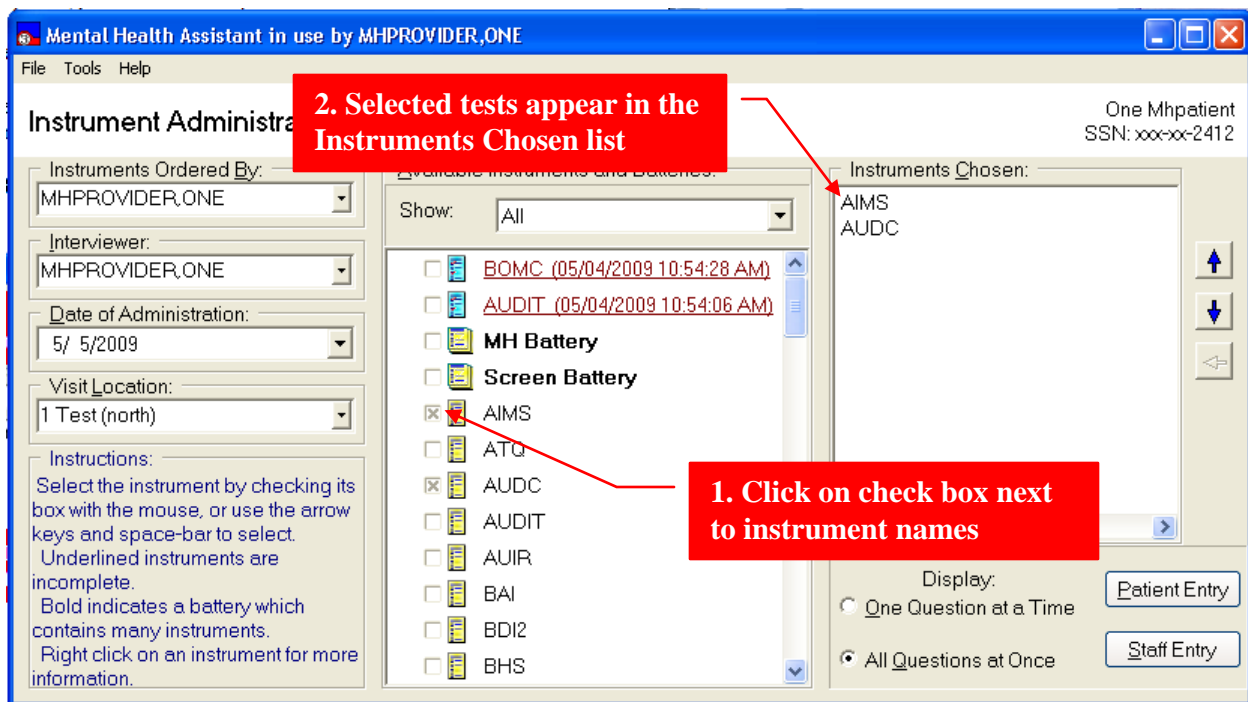 Mental Health Assistant in use by MHPROVIDER,ONE
File Tools Help
Instrument Administra
2. Selected tests appear in the
Instruments Chosen list
One Mhpatient
SSN: xxx-xx-2412
Instruments Ordered By:
MHPROVIDER,ONE
Interviewer:
MHPROVIDER,ONE
Date of Administration:
5/ 5/2009
Visit Location:
1 Test (north)
Instructions:
Select the instrument by checking its
box with the mouse, or use the arrow
keys and space-bar to select.
Underlined instruments are
incomplete.
Bold indicates a battery which
contains many instruments.
Right click on an instrument for more
information.
Available Instruments and Batteries:
Show: All
BOMC (05/04/2009 10:54:28 AM)
AUDIT (05/04/2009 10:54:06 AM)
MH Battery
Screen Battery
AIMS
ATQ
AUDC
AUDIT
AUIR
BAI
BDI2
BHS
Instruments Chosen:
AIMS
AUDC
1. Click on check box next
to instrument names
Display:
One Question at a Time
All Questions at Once
Patient Entry
Staff Entry